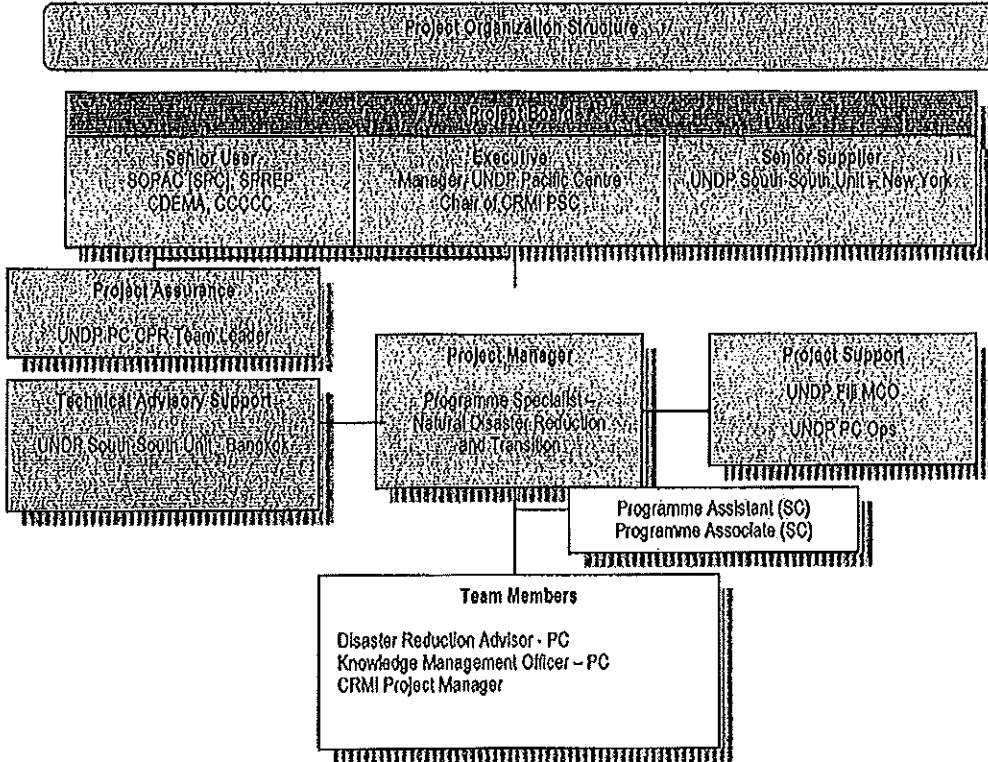 Project Organization Structure
Project Board
Senior User
SOPAC (SPC), SPREP
CDEMA, CCCCC
Executive
Manager, UNDP Pacific Centre
Chair of CRMI PSC
Senior Supplier
UNDP South South Unit – New York
Project Assurance
UNDP PC CPR Team Leader
Technical Advisory Support
UNDP South South Unit - Bangkok
Project Manager
Programme Specialist –
Natural Disaster Reduction
and Transition
Project Support
UNDP Fiji MCO
UNDP PC Ops
Programme Assistant (SC)
Programme Associate (SC)
Team Members
Disaster Reduction Advisor - PC
Knowledge Management Officer – PC
CRMI Project Manager